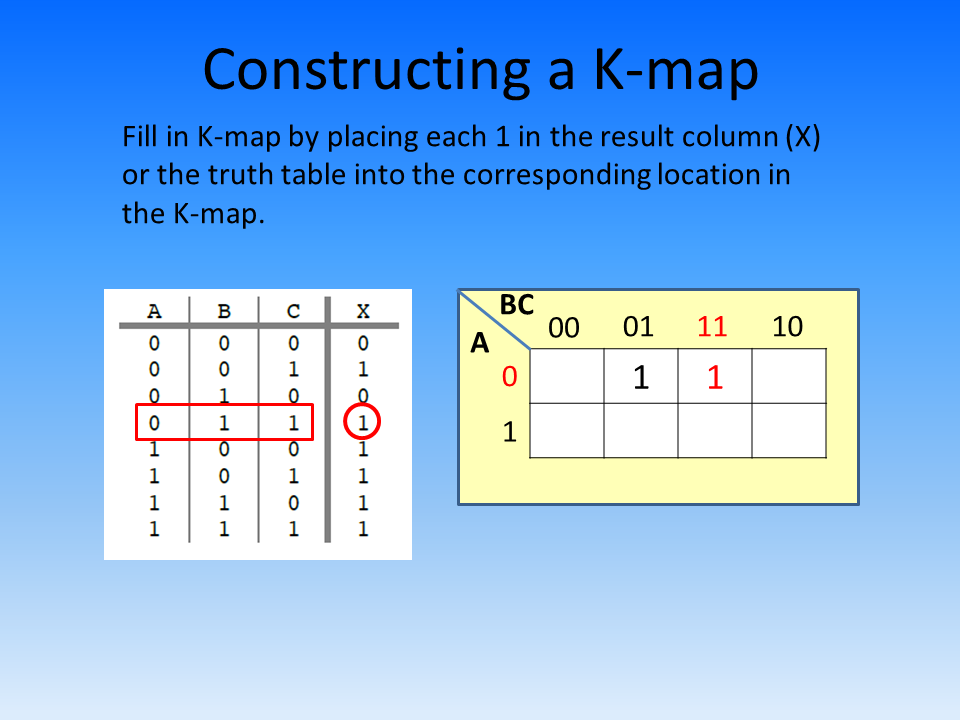 Constructing a K-map
Fill in K-map by placing each 1 in the result column (X)
or the truth table into the corresponding location in
the K-map.
A B C X
0 0 0 0
0 0 1 1
0 1 0 0
0 1 1 1
1 0 0 1
1 0 1 1
1 1 0 1
1 1 1 1
BC
A
00 01 11 10
0 1 1
1